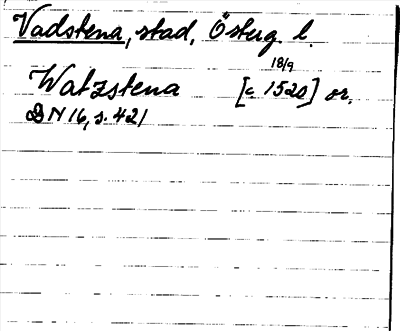 Vadstena, stad, Österg. l.
18/9
Watzstena [c 1520] or.
DN 16, s. 421